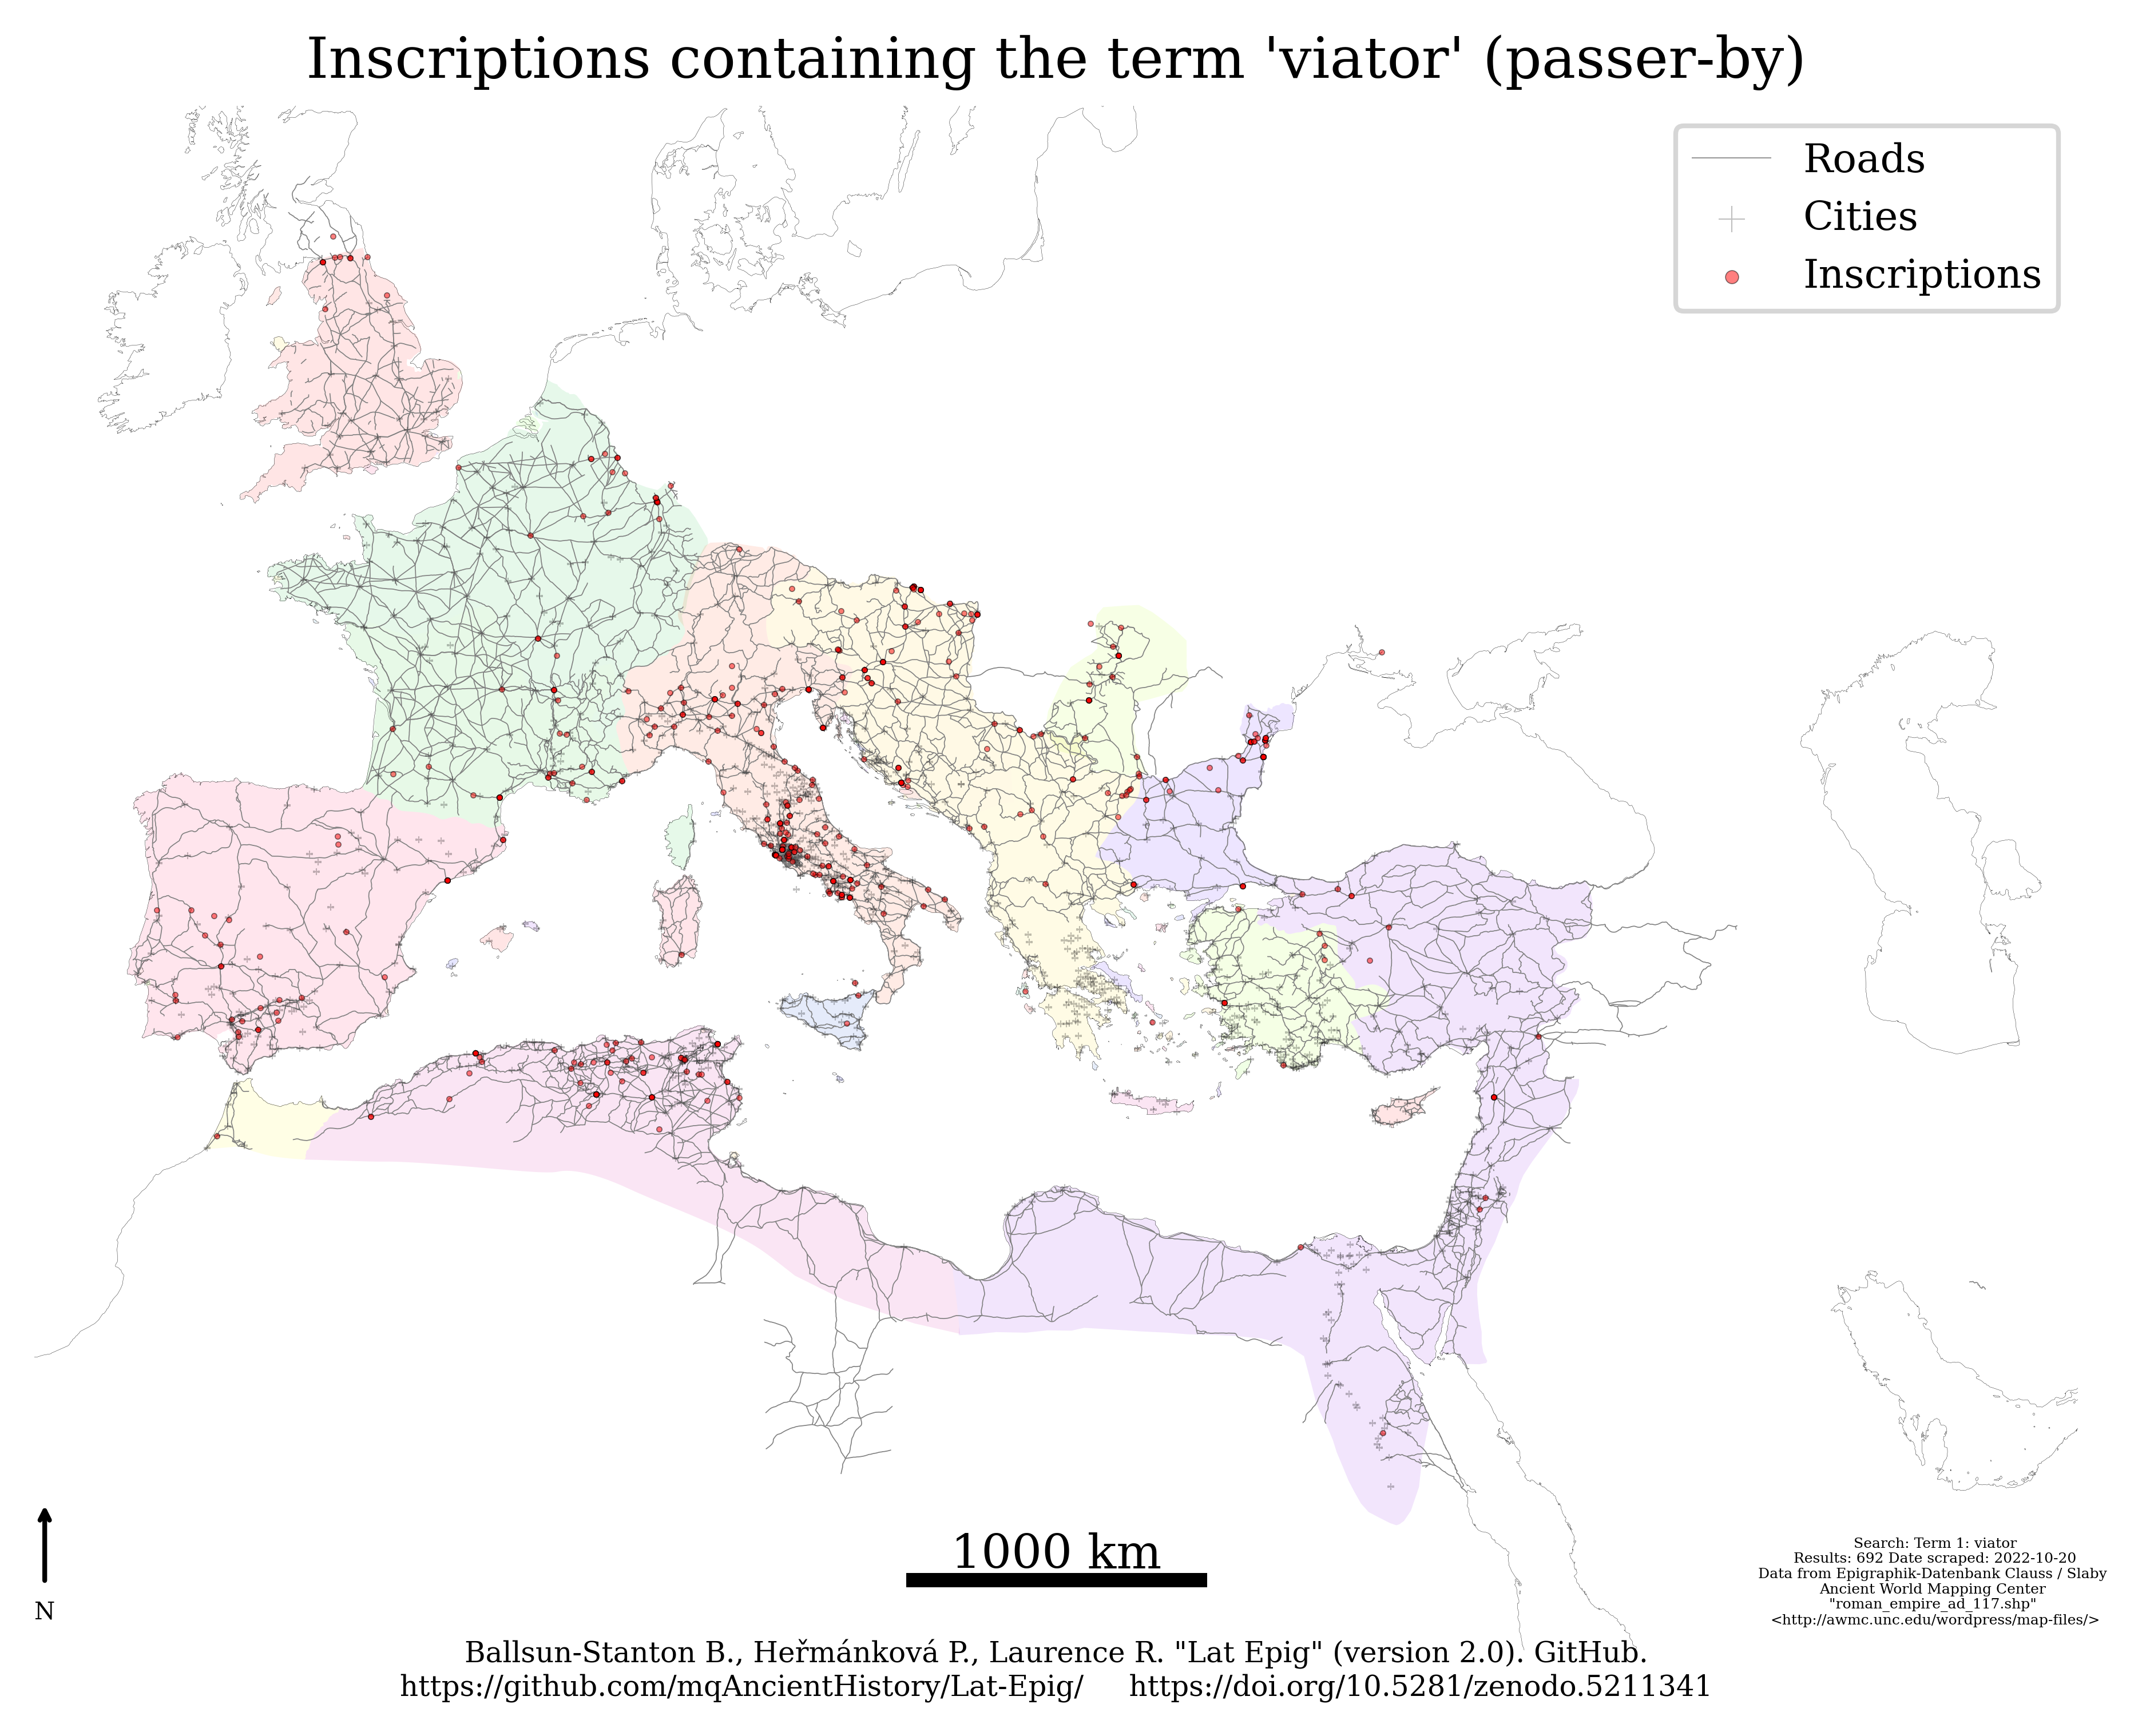 Inscriptions containing the term 'viator' (passer-by)
Roads
Cities
Inscriptions
1000 km
N
Search: Term 1: viator
Results: 692 Date scraped: 2022-10-20
Data from Epigraphik-Datenbank Clauss / Slaby
Ancient World Mapping Center
"roman_empire_ad_117.shp"
<http://awmc.unc.edu/wordpress/map-files/>
Ballsun-Stanton B., Heřmánková P., Laurence R. "Lat Epig" (version 2.0). GitHub.
https://github.com/mqAncientHistory/Lat-Epig/ https://doi.org/10.5281/zenodo.5211341